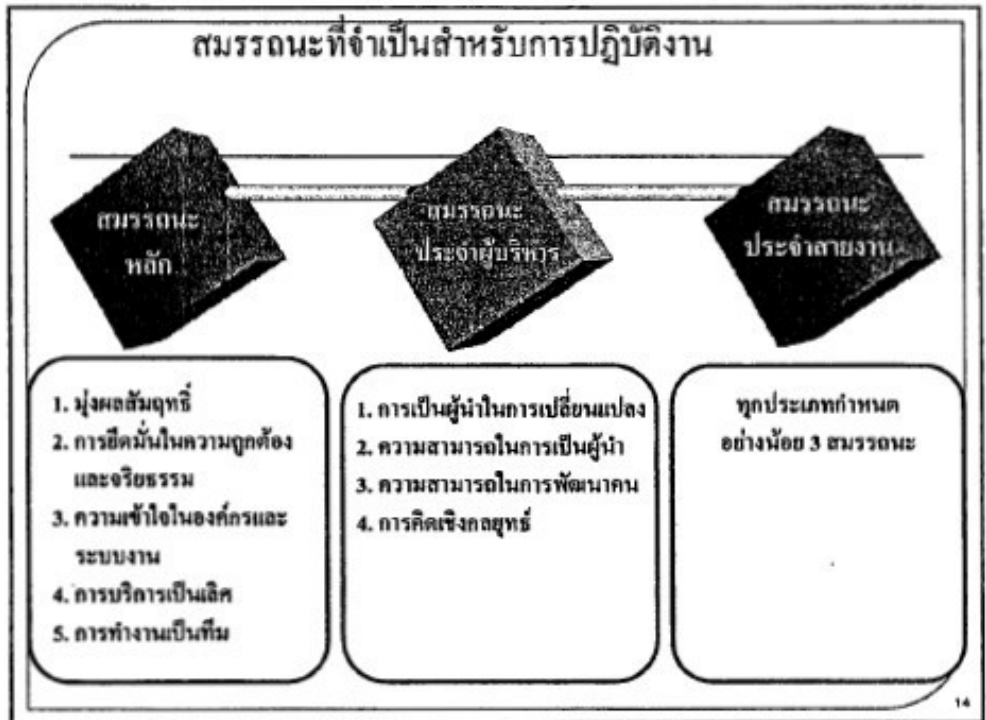 สมรรถนะที่จำเป็นสำหรับการปฏิบัติงาน
สมรรถนะ
หลัก
สมรรถนะ
ประจำผู้บริหาร
สมรรถนะ
ประจำสายงาน
1. มุ่งผลสัมฤทธิ์
2. การยึดมั่นในความถูกต้อง
และจริยธรรม
3. ความเข้าใจในองค์กรและ
ระบบงาน
4. การบริการเป็นเลิศ
5. การทำงานเป็นทีม
1. การเป็นผู้นำในการเปลี่ยนแปลง
2. ความสามารถในการเป็นผู้นำ
3. ความสามารถในการพัฒนาคน
4. การคิดเชิงกลยุทธ์
ทุกประเภทกำหนด
อย่างน้อย 3 สมรรถนะ
14